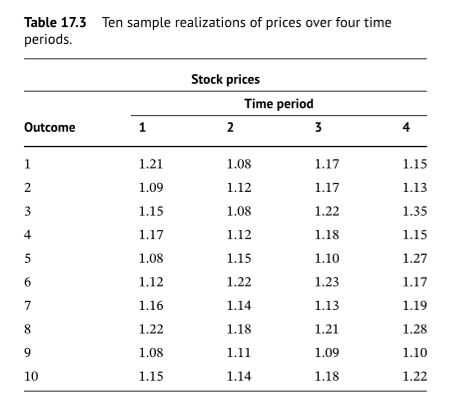 Table 17.3 Ten sample realizations of prices over four time
periods.
Stock prices
Time period
Outcome 1 2 3 4
1 1.21 1.08 1.17 1.15
2 1.09 1.12 1.17 1.13
3 1.15 1.08 1.22 1.35
4 1.17 1.12 1.18 1.15
5 1.08 1.15 1.10 1.27
6 1.12 1.22 1.23 1.17
7 1.16 1.14 1.13 1.19
8 1.22 1.18 1.21 1.28
9 1.08 1.11 1.09 1.10
10 1.15 1.14 1.18 1.22